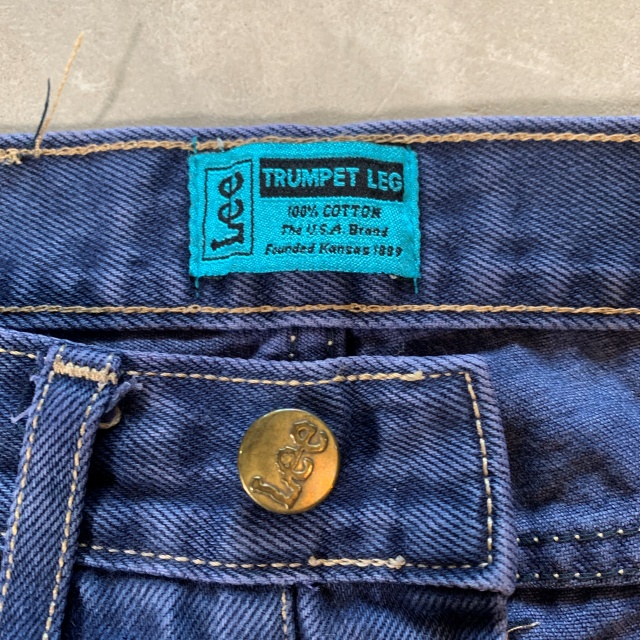 Lee
TRUMPET LEG
100% COTTON
The U.S.A. Brand
Founded Kansas 1889
Lee